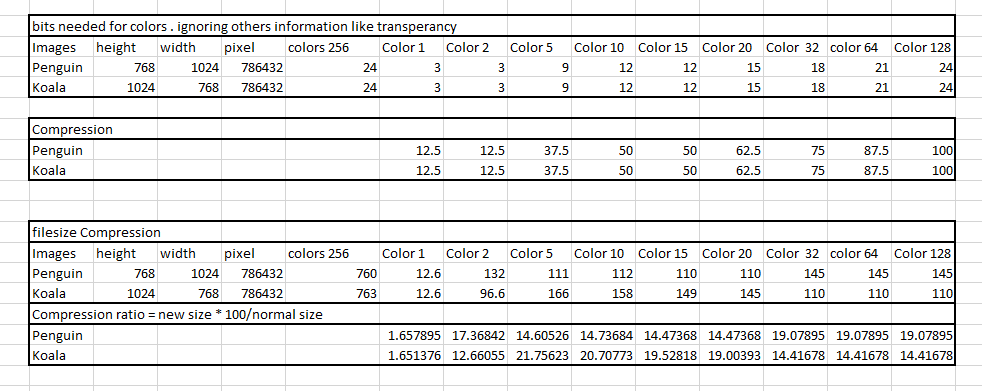 bits needed for colors . ignoring others information like transperancy
Images height width pixel colors 256 Color 1 Color 2 Color 5 Color 10 Color 15 Color 20 Color 32 color 64 Color 128
Penguin 768 1024 786432 24 3 3 9 12 12 15 18 21 24
Koala 1024 768 786432 24 3 3 9 12 12 15 18 21 24
Compression
Penguin 12.5 12.5 37.5 50 50 62.5 75 87.5 100
Koala 12.5 12.5 37.5 50 50 62.5 75 87.5 100
filesize Compression
Images height width pixel colors 256 Color 1 Color 2 Color 5 Color 10 Color 15 Color 20 Color 32 color 64 Color 128
Penguin 768 1024 786432 760 12.6 132 111 112 110 110 145 145 145
Koala 1024 768 786432 763 12.6 96.6 166 158 149 145 110 110 110
Compression ratio = new size * 100/normal size
Penguin 1.657895 17.36842 14.60526 14.73684 14.47368 14.47368 19.07895 19.07895 19.07895
Koala 1.651376 12.66055 21.75623 20.70773 19.52818 19.00393 14.41678 14.41678 14.41678